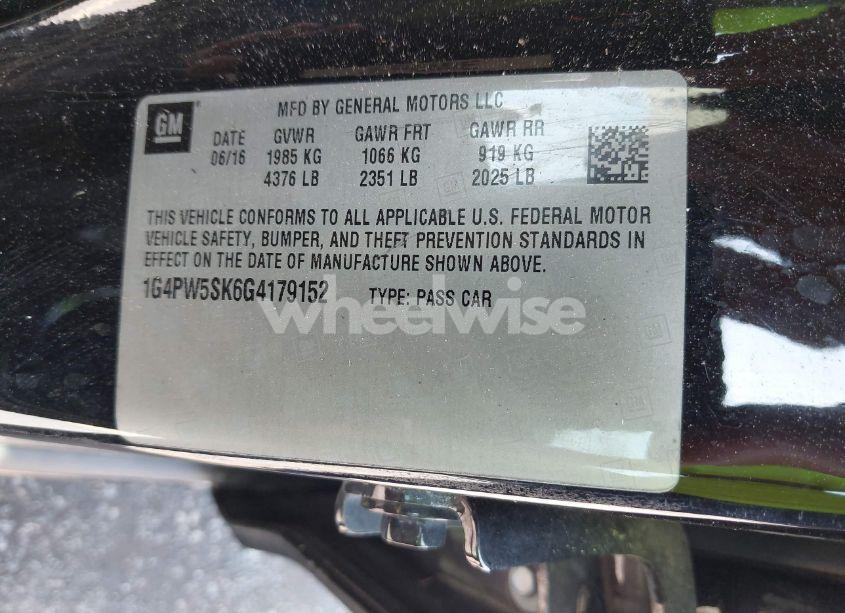 GM
MFD BY GENERAL MOTORS LLC
DATE GVWR GAWR FRT GAWR RR
06/16 1985 KG 1066 KG 919 KG
4376 LB 2351 LB 2025 LB
THIS VEHICLE CONFORMS TO ALL APPLICABLE U.S. FEDERAL MOTOR
VEHICLE SAFETY, BUMPER, AND THEFT PREVENTION STANDARDS IN
EFFECT ON THE DATE OF MANUFACTURE SHOWN ABOVE.
1G4PW5SK6G4179152 TYPE: PASS CAR
wheelwise